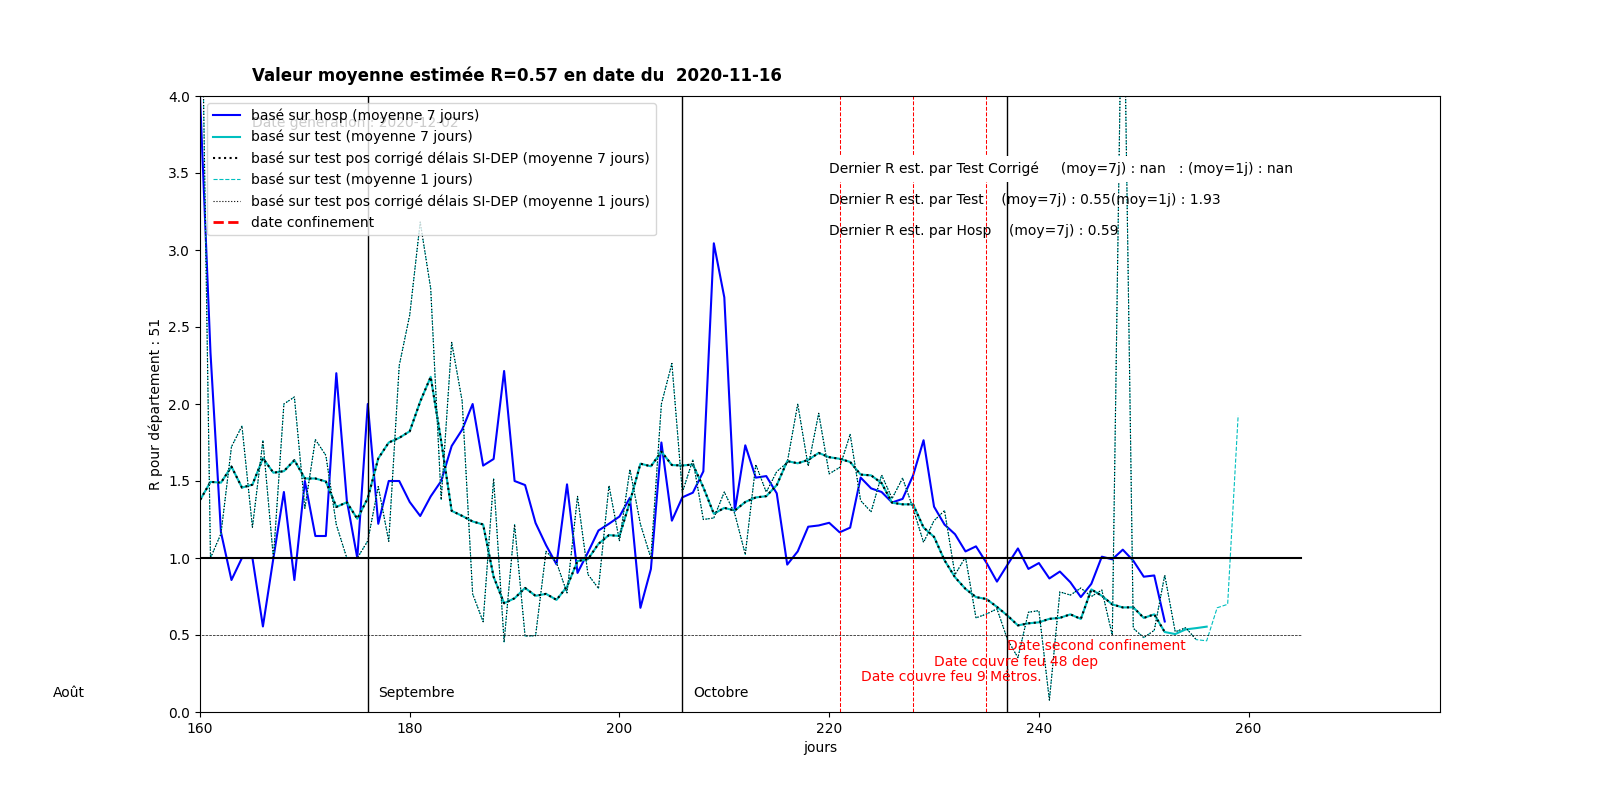 Valeur moyenne estimée R=0.57 en date du  2020-11-16
Date génération : 2020-12-02
basé sur hosp (moyenne 7 jours)
basé sur test (moyenne 7 jours)
basé sur test pos corrigé délais SI-DEP (moyenne 7 jours)
basé sur test (moyenne 1 jours)
basé sur test pos corrigé délais SI-DEP (moyenne 1 jours)
date confinement
Dernier R est. par Test Corrigé     (moy=7j) : nan   : (moy=1j) : nan
Dernier R est. par Test    (moy=7j) : 0.55(moy=1j) : 1.93
Dernier R est. par Hosp    (moy=7j) : 0.59
R pour département : 51
4.0
3.5
3.0
2.5
2.0
1.5
1.0
0.5
0.0
Date second confinement
Date couvre feu 48 dep
Date couvre feu 9 Métros.
Août
Septembre
Octobre
160
180
200
220
240
260
jours